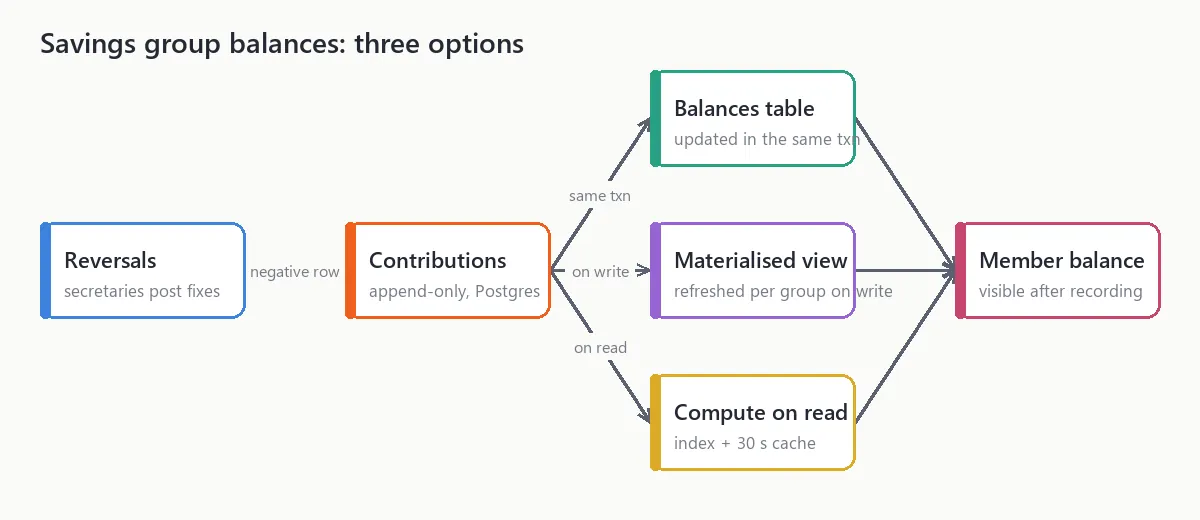 Savings group balances: three options
Balances table
updated in the same txn
same txn
Reversals
secretaries post fixes
negative row
Contributions
append-only, Postgres
on write
Materialised view
refreshed per group on write
Member balance
visible after recording
on read
Compute on read
index + 30 s cache